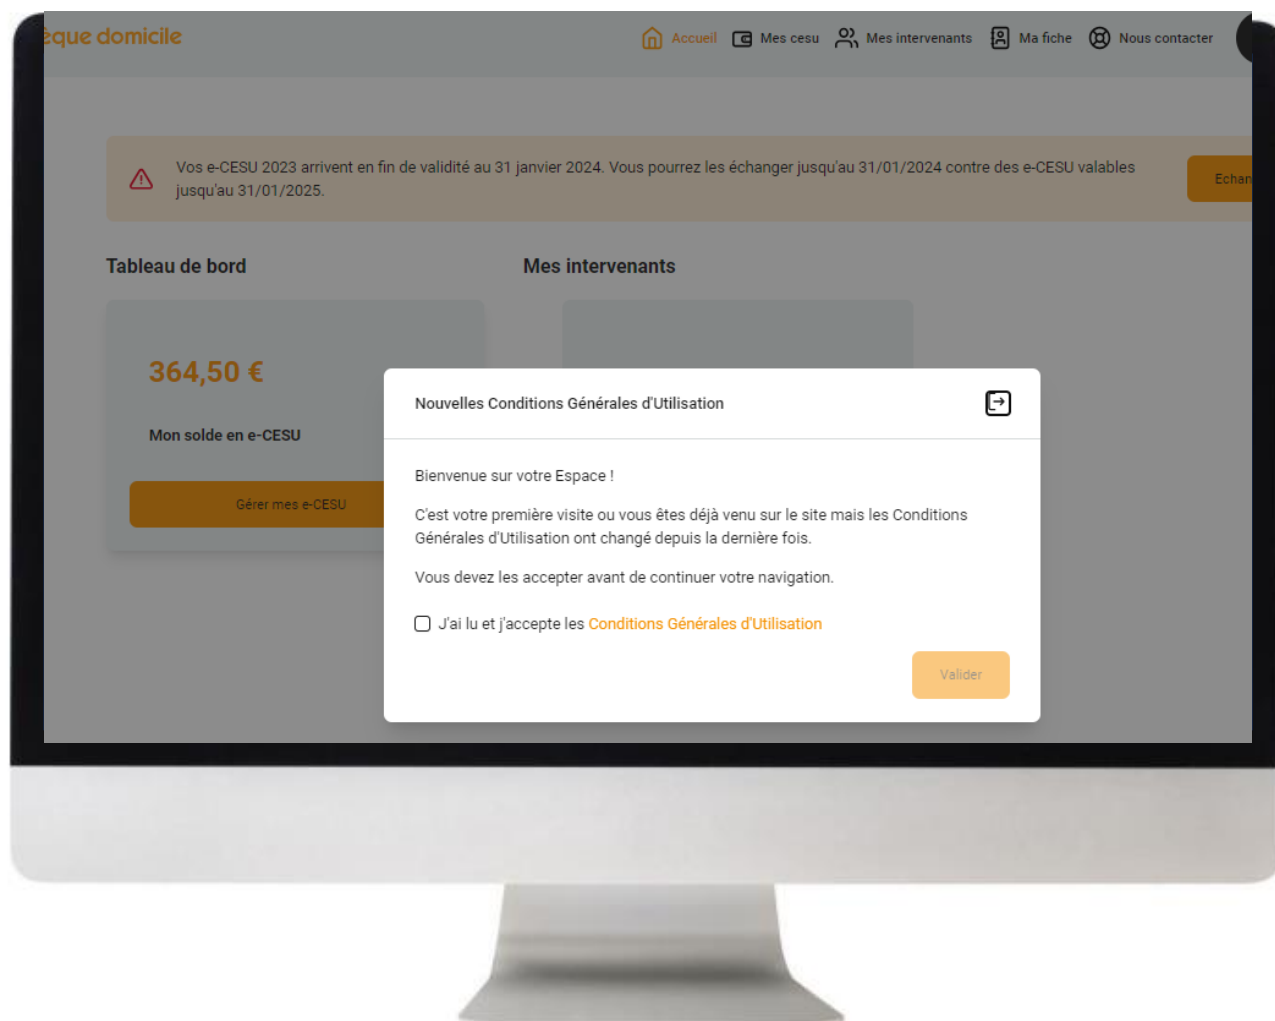 èque domicile
Accueil Mes cesu Mes intervenants Ma fiche Nous contacter
Vos e-CESU 2023 arrivent en fin de validité au 31 janvier 2024. Vous pourrez les échanger jusqu'au 31/01/2024 contre des e-CESU valables
jusqu'au 31/01/2025.
Echan
Tableau de bord
Mes intervenants
364,50 €
Mon solde en e-CESU
Gérer mes e-CESU
Nouvelles Conditions Générales d'Utilisation
Bienvenue sur votre Espace !
C'est votre première visite ou vous êtes déjà venu sur le site mais les Conditions
Générales d'Utilisation ont changé depuis la dernière fois.
Vous devez les accepter avant de continuer votre navigation.
J'ai lu et j'accepte les Conditions Générales d'Utilisation
Valider